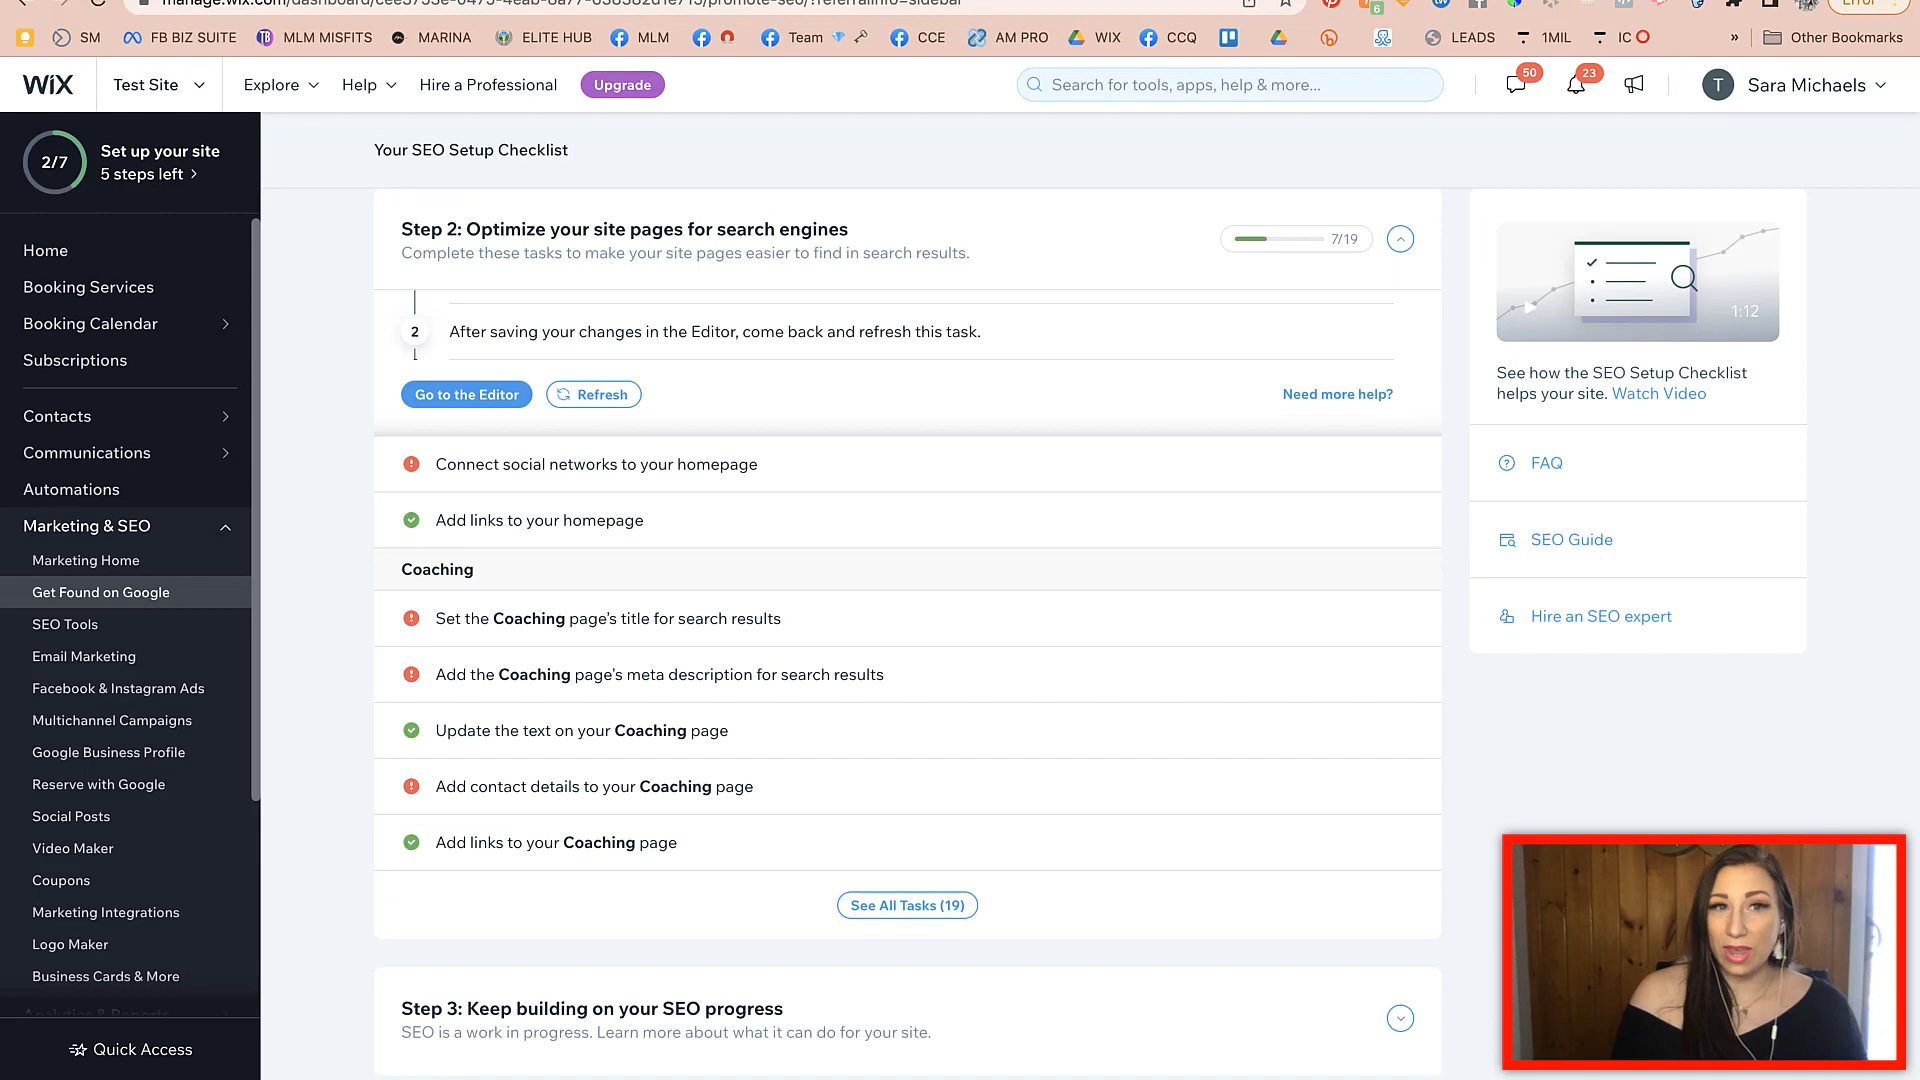 SM
FB BIZ SUITE
MLM MISFITS
MARINA
ELITE HUB
MLM
Team
CCE
AM PRO
WIX
CCQ
LEADS
1MIL
IC
»
Other Bookmarks
6
WiX
Test Site
Explore
Help
Hire a Professional
Upgrade
Search for tools, apps, help & more...
50
23
T
Sara Michaels
2/7
Set up your site
5 steps left >
Home
Booking Services
Booking Calendar
Subscriptions
Contacts
Communications
Automations
Marketing & SEO
Marketing Home
Get Found on Google
SEO Tools
Email Marketing
Facebook & Instagram Ads
Multichannel Campaigns
Google Business Profile
Reserve with Google
Social Posts
Video Maker
Coupons
Marketing Integrations
Logo Maker
Business Cards & More
Quick Access
Your SEO Setup Checklist
Step 2: Optimize your site pages for search engines
Complete these tasks to make your site pages easier to find in search results.
7/19
2
After saving your changes in the Editor, come back and refresh this task.
Go to the Editor
Refresh
Need more help?
Connect social networks to your homepage
Add links to your homepage
Coaching
Set the Coaching page's title for search results
Add the Coaching page's meta description for search results
Update the text on your Coaching page
Add contact details to your Coaching page
Add links to your Coaching page
See All Tasks (19)
Step 3: Keep building on your SEO progress
SEO is a work in progress. Learn more about what it can do for your site.
1:12
See how the SEO Setup Checklist
helps your site. Watch Video
FAQ
SEO Guide
Hire an SEO expert